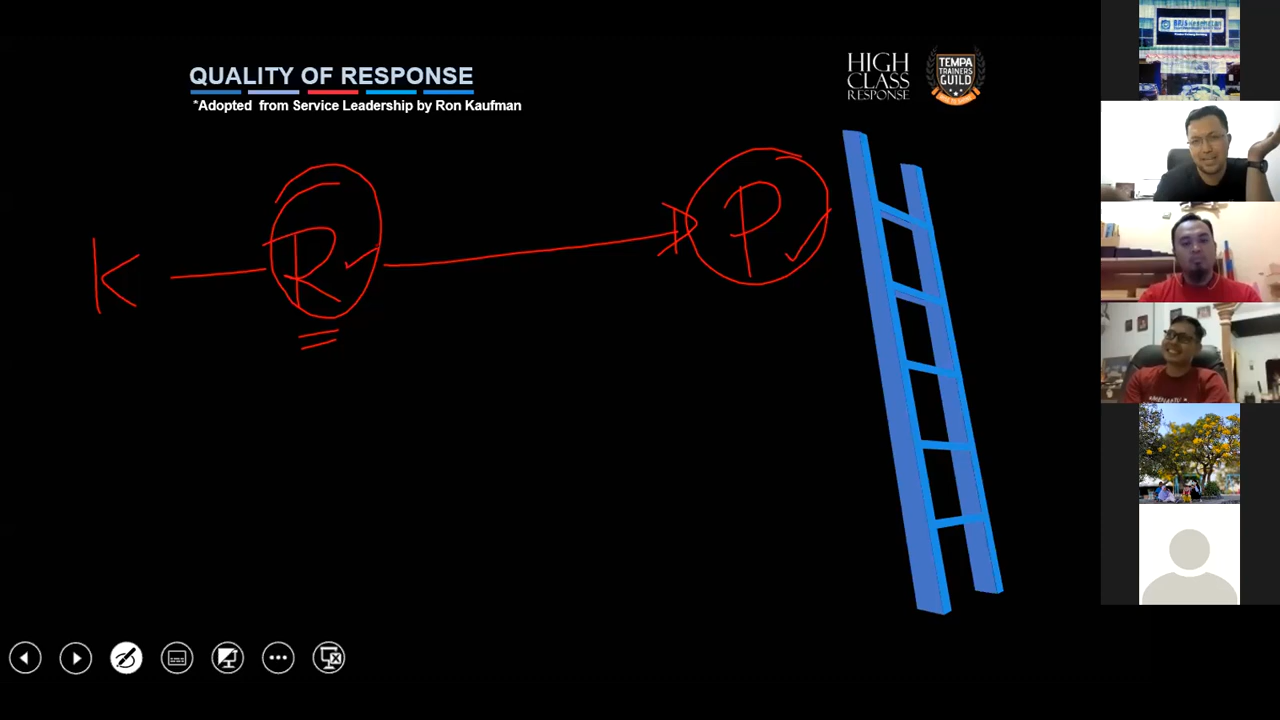 QUALITY OF RESPONSE
*Adopted from Service Leadership by Ron Kaufman
HIGH
CLASS
RESPONSE
TEMPA
TRAINERS
GUILD
K
R
P